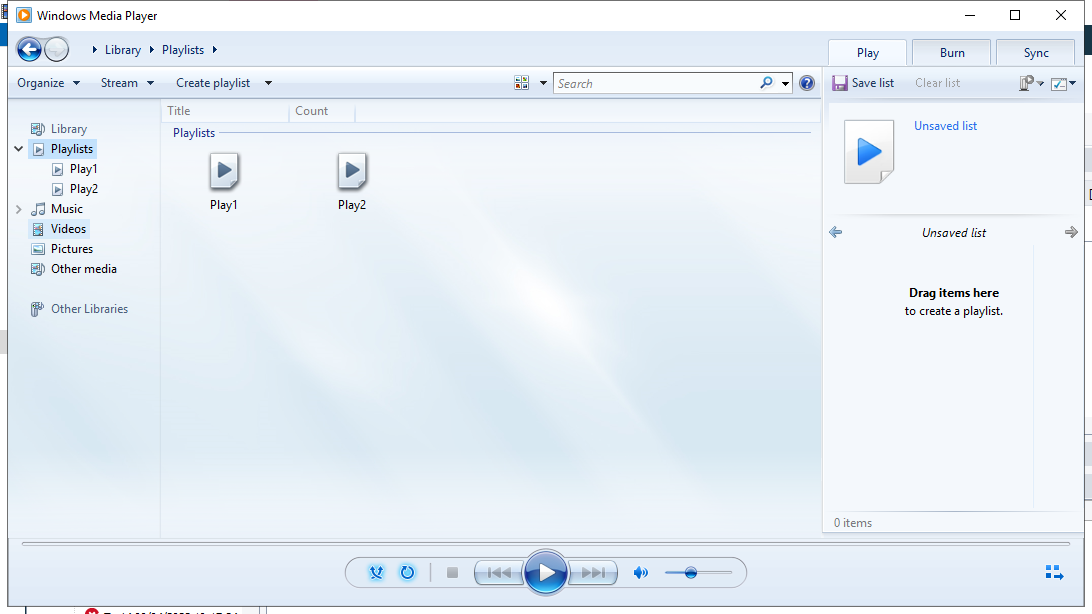 Windows Media Player
Library Playlists
Play Burn Sync
Organize Stream Create playlist Search Save list Clear list
Title Count
Playlists
Library
Playlists
Play1
Play2
Music
Videos
Pictures
Other media
Other Libraries
Play1 Play2
Unsaved list
Unsaved list
Drag items here
to create a playlist.
0 items